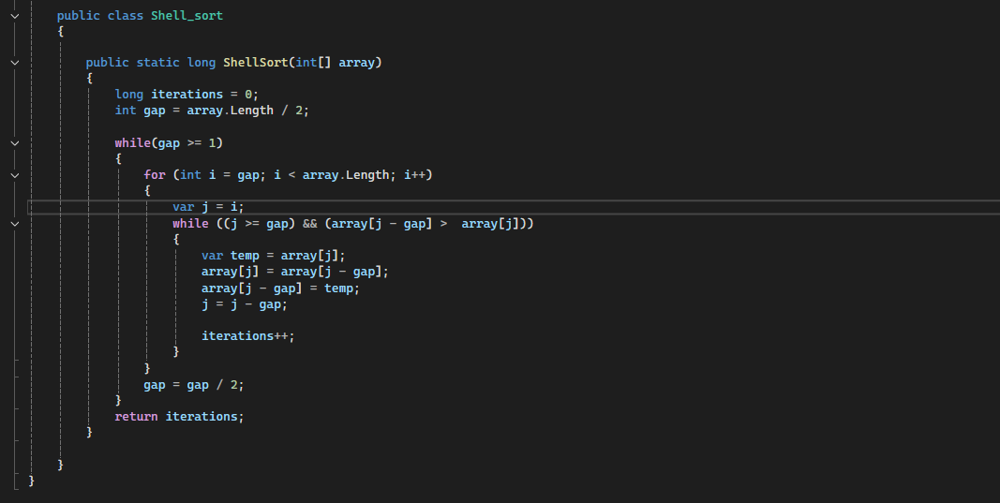 public class Shell_sort
{
public static long ShellSort(int[] array)
{
long iterations = 0;
int gap = array.Length / 2;
while(gap >= 1)
{
for (int i = gap; i < array.Length; i++)
{
var j = i;
while ((j >= gap) && (array[j - gap] >  array[j]))
{
var temp = array[j];
array[j] = array[j - gap];
array[j - gap] = temp;
j = j - gap;
iterations++;
}
}
gap = gap / 2;
}
return iterations;
}
}
}